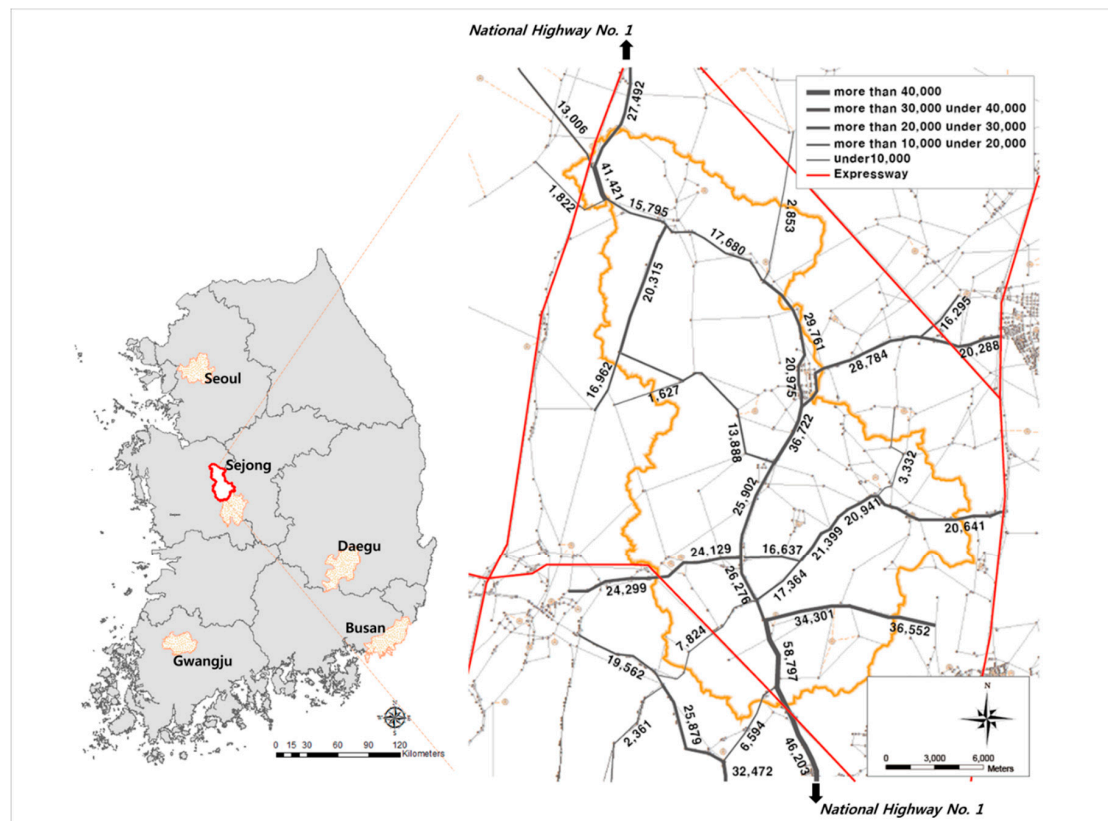 National Highway No. 1
more than 40,000
more than 30,000 under 40,000
more than 20,000 under 30,000
more than 10,000 under 20,000
under10,000
Expressway
27,492
13,006
41,421
1,822
15,795
17,680
2,853
20,315
29,761
16,295
28,784
20,288
20,975
16,962
1,627
36,722
13,888
3,332
25,902
20,941
20,641
21,399
24,129
16,637
24,299
26,276
17,364
34,301
36,552
7,824
58,797
19,562
25,879
2,361
6,594
32,472
46,203
Seoul
Sejong
Daegu
Busan
Gwangju
N
S
0 15 30 60 90 120
Kilometers
N
0 3,000 6,000
Meters
National Highway No. 1